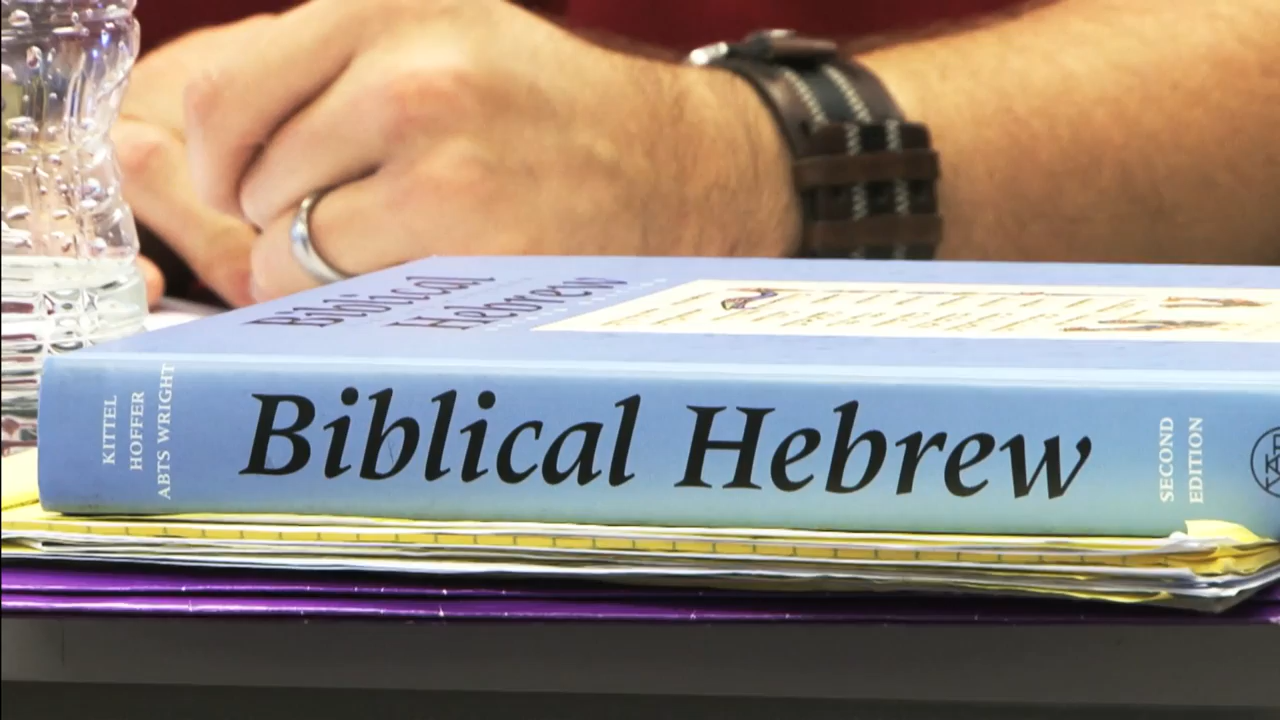 Biblical
Hebrew
KITTEL
HOFFER
ABTS WRIGHT
Biblical Hebrew
SECOND
EDITION